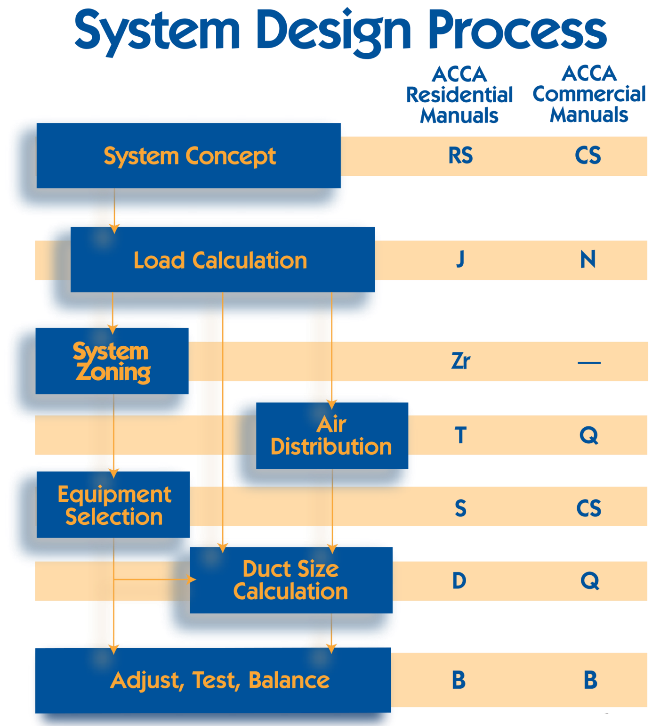 System Design Process
ACCA
Residential
Manuals
ACCA
Commercial
Manuals
System Concept
RS
CS
Load Calculation
J
N
System
Zoning
Zr
—
Air
Distribution
T
Q
Equipment
Selection
S
CS
Duct Size
Calculation
D
Q
Adjust, Test, Balance
B
B